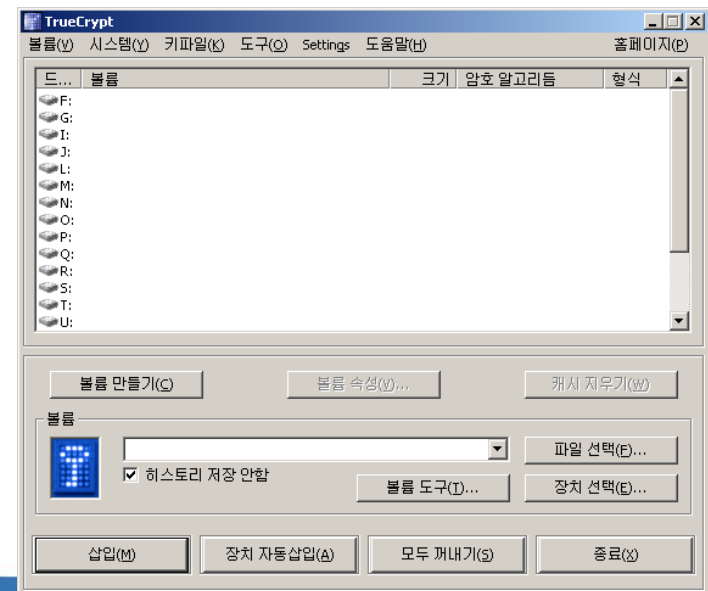 TrueCrypt
볼륨(V) 시스템(Y) 키파일(K) 도구(O) Settings 도움말(H) 홈페이지(P)
드... 볼륨 크기 암호 알고리듬 형식
F:
G:
I:
J:
L:
M:
N:
O:
P:
Q:
R:
S:
T:
U:
볼륨 만들기(C) 볼륨 속성(V)... 캐시 지우기(W)
볼륨
파일 선택(F)...
히스토리 저장 안함
볼륨 도구(T)... 장치 선택(E)...
삽입(M) 장치 자동삽입(A) 모두 꺼내기(S) 종료(X)